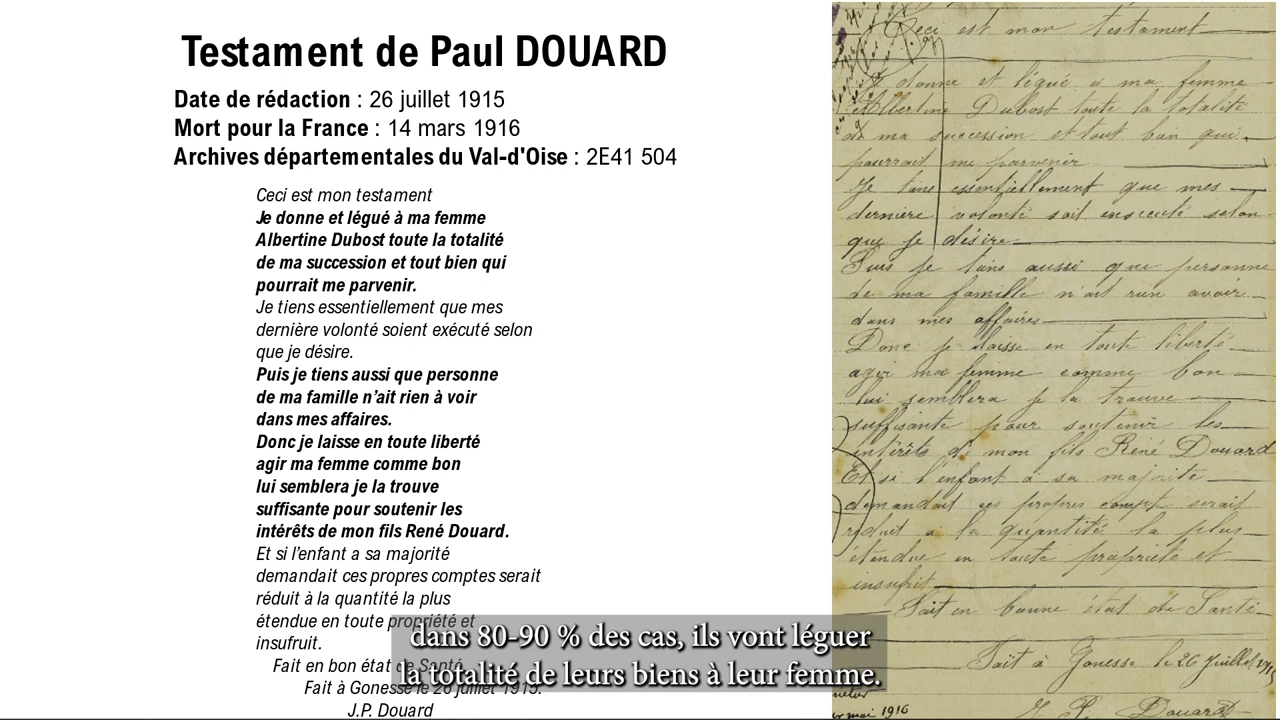 Testament de Paul DOUARD
Date de rédaction : 26 juillet 1915
Mort pour la France : 14 mars 1916
Archives départementales du Val-d'Oise : 2E41 504
Ceci est mon testament
Je donne et légué à ma femme
Albertine Dubost toute la totalité
de ma succession et tout bien qui
pourrait me parvenir.
Je tiens essentiellement que mes
dernière volonté soient exécuté selon
que je désire.
Puis je tiens aussi que personne
de ma famille n'ait rien à voir
dans mes affaires.
Donc je laisse en toute liberté
agir ma femme comme bon
lui semblera je la trouve
suffisante pour soutenir les
intérêts de mon fils René Douard.
Et si l'enfant a sa majorité
demandait ces propres comptes serait
réduit à la quantité la plus
étendue en toute propriété et
insufruit.
Fait en bon état de Santé.
Fait à Gonesse le 26 juillet 1915.
J.P. Douard
Ceci est mon testament
Je donne et légué à ma femme
Albertine Dubost toute la totalité
de ma succession et tout bien qui
pourrait me parvenir
Je tiens essentiellement que mes
dernière volonté soit ensceuté selon
que je désire
Puis je tiens aussi que personne
de ma famille n'ait rien avoir
dans mes affaires
Donc je laisse en toute liberté
agir ma femme comme bon
lui semblera je la trouve
suffisante pour soutenir les
intérêts de mon fils René Douard
Et si l'enfant a sa majorité
demandait ces propres compte serait
réduit a la quantité la plus
étendue en toute propriété et
insufrit
Fait en bonne état de Santé
Fait à Gonesse le 26 Juillet 1915
mai 1916
J. P. Douard
dans 80-90 % des cas, ils vont léguer
la totalité de leurs biens à leur femme.